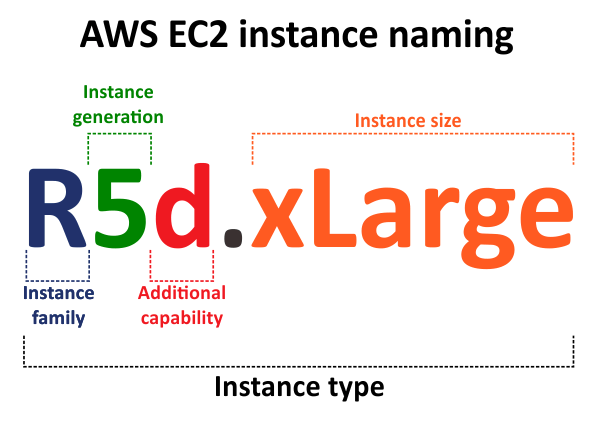 AWS EC2 instance naming
Instance
generation
Instance size
R5d.xLarge
Instance
family
Additional
capability
Instance type